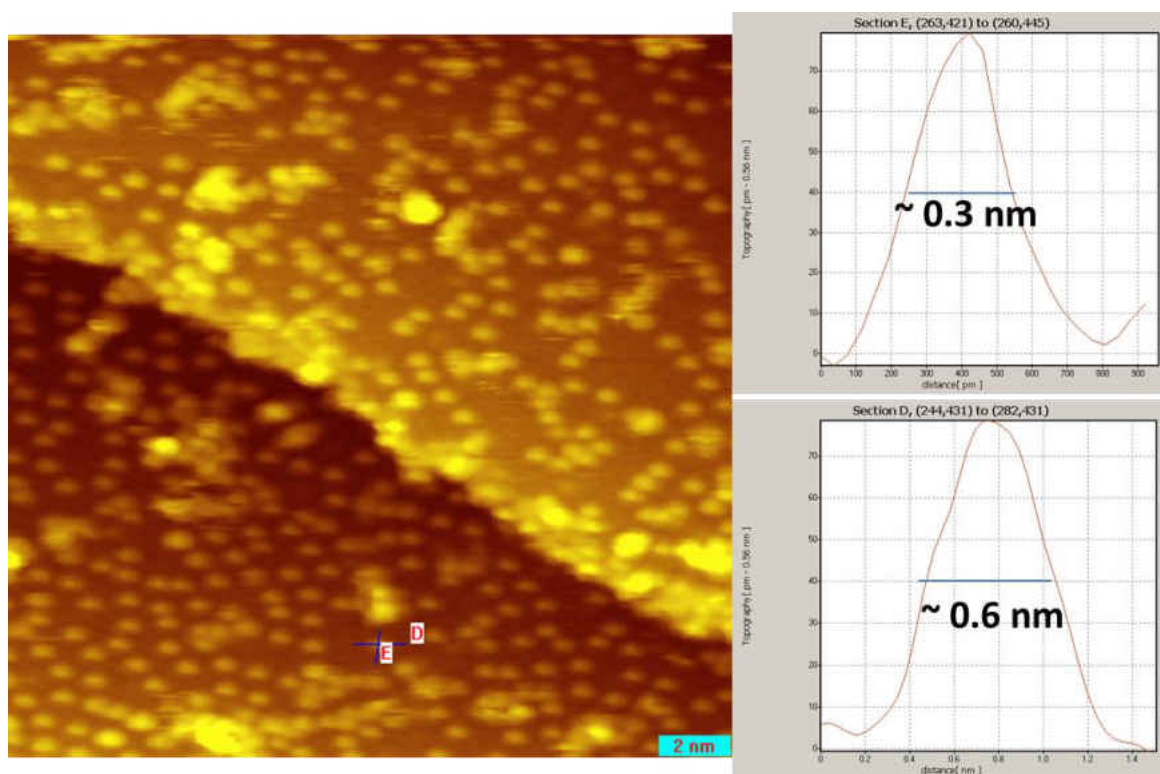 D
E
2 nm
Section E, (263,421) to (260,445)
Topography[ pm - 0.56 nm ]
70
60
50
40
30
20
10
0
~ 0.3 nm
0 100 200 300 400 500 600 700 800 900
distance[ pm ]
Section D, (244,431) to (282,431)
Topography[ pm - 0.56 nm ]
70
60
50
40
30
20
10
0
~ 0.6 nm
0 0.2 0.4 0.6 0.8 1.0 1.2 1.4
distance[ nm ]